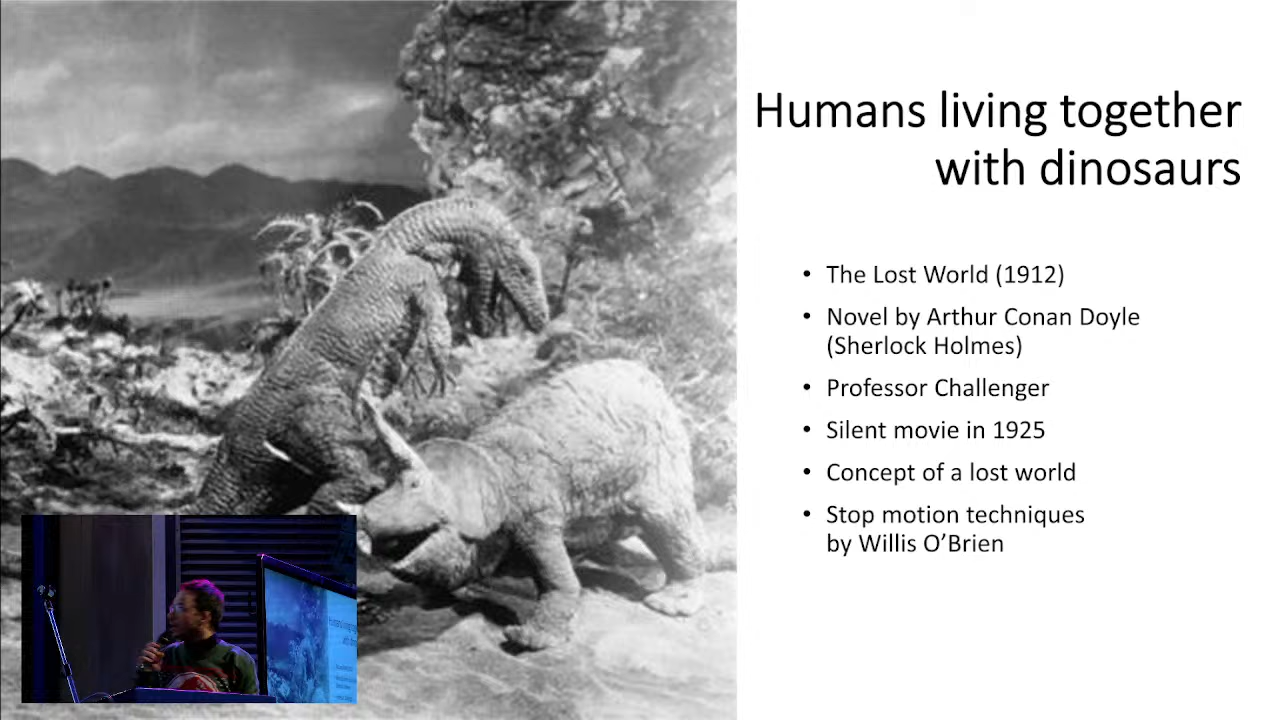 Humans living together
with dinosaurs
• The Lost World (1912)
• Novel by Arthur Conan Doyle
(Sherlock Holmes)
• Professor Challenger
• Silent movie in 1925
• Concept of a lost world
• Stop motion techniques
by Willis O’Brien